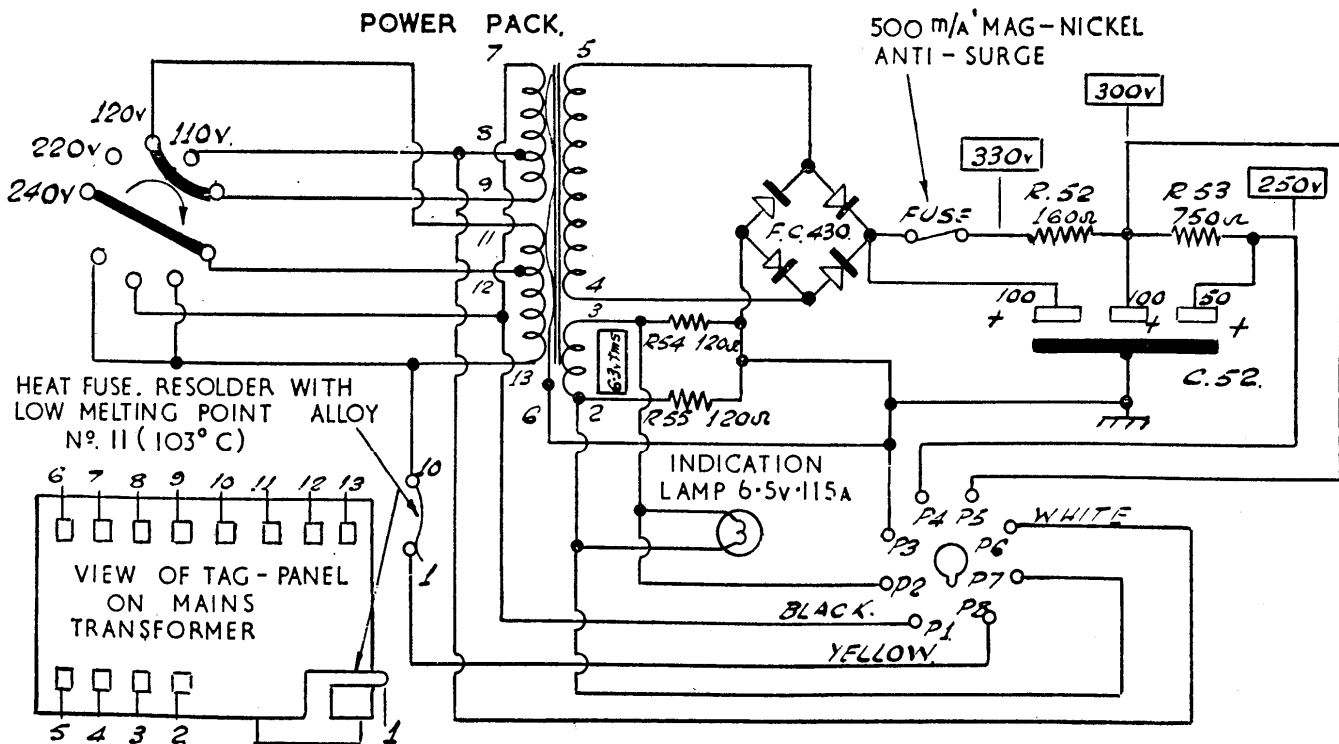 POWER PACK.
500 m/a' MAG-NICKEL
ANTI-SURGE
300v
330v
250v
120v
110v.
220v
240v
7
5
8
9
11
12
4
3
13
6
2
F.C.430.
FUSE
R.52
160Ω
R53
750Ω
100
+
100
+
50
+
C.52.
R54 120Ω
6·3v.rms
R55 120Ω
HEAT FUSE. RESOLDER WITH
LOW MELTING POINT ALLOY
Nº. 11 (103° C)
10
1
INDICATION
LAMP 6·5v·115A
P4 P5
P3
P6
WHITE
P2
P7
P1
P8
BLACK.
YELLOW.
6 7 8 9 10 11 12 13
VIEW OF TAG-PANEL
ON MAINS
TRANSFORMER
5 4 3 2 1